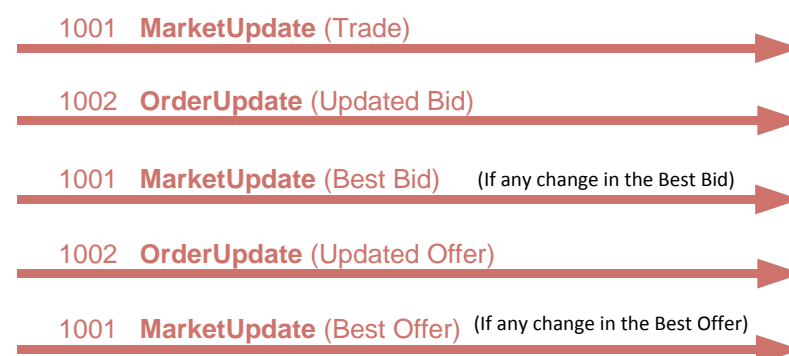 1001 MarketUpdate (Trade)
1002 OrderUpdate (Updated Bid)
1001 MarketUpdate (Best Bid) (If any change in the Best Bid)
1002 OrderUpdate (Updated Offer)
1001 MarketUpdate (Best Offer) (If any change in the Best Offer)